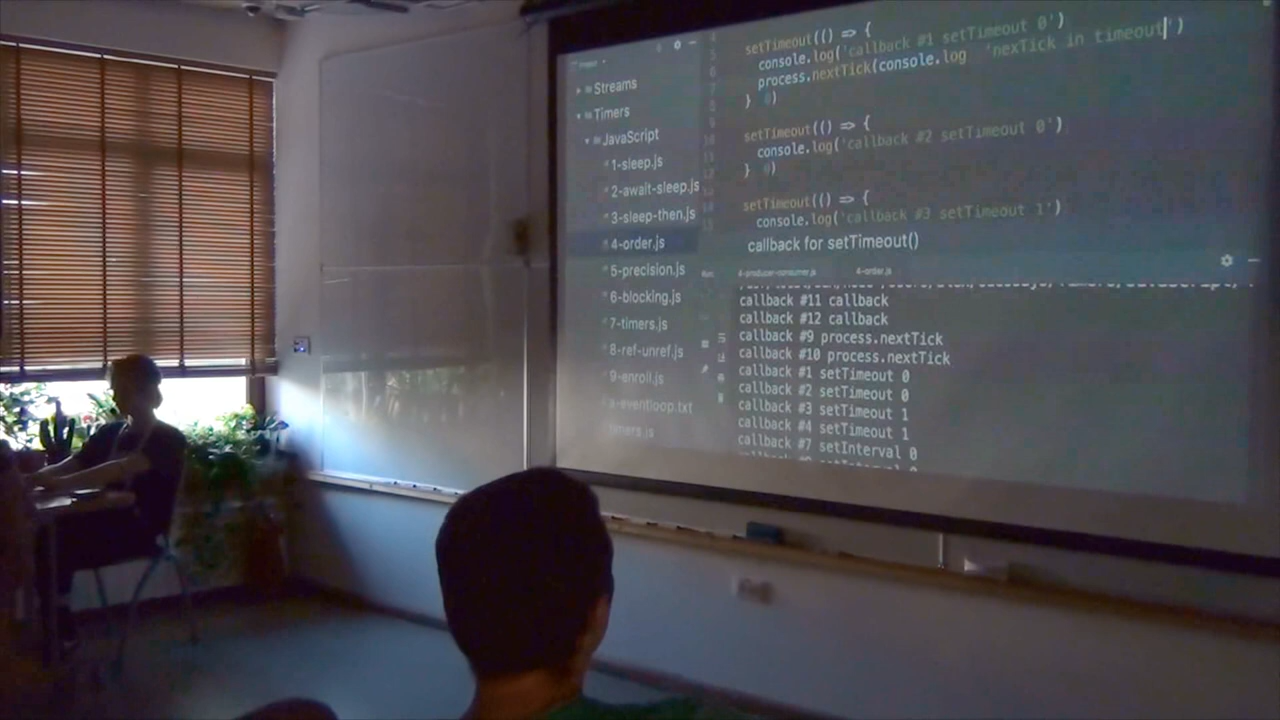 Streams
Timers
JavaScript
1-sleep.js
2-await-sleep.js
3-sleep-then.js
4-order.js
5-precision.js
6-blocking.js
7-timers.js
8-ref-unref.js
9-enroll.js
a-eventloop.txt
timers.js
setTimeout(() => {
console.log('callback #1 setTimeout 0')
process.nextTick(console.log 'nexTick in timeout')
} 0)
setTimeout(() => {
console.log('callback #2 setTimeout 0')
} 0)
setTimeout(() => {
console.log('callback #3 setTimeout 1')
callback for setTimeout()
Run: 4-producer-consumer.js 4-order.js
callback #11 callback
callback #12 callback
callback #9 process.nextTick
callback #10 process.nextTick
callback #1 setTimeout 0
callback #2 setTimeout 0
callback #3 setTimeout 1
callback #4 setTimeout 1
callback #7 setInterval 0